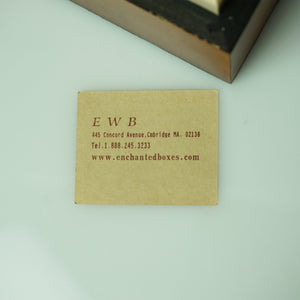 E W B
445 Concord Avenue,Cambridge MA. 02138
Tel.1.888.245.3233
www.enchantedboxes.com